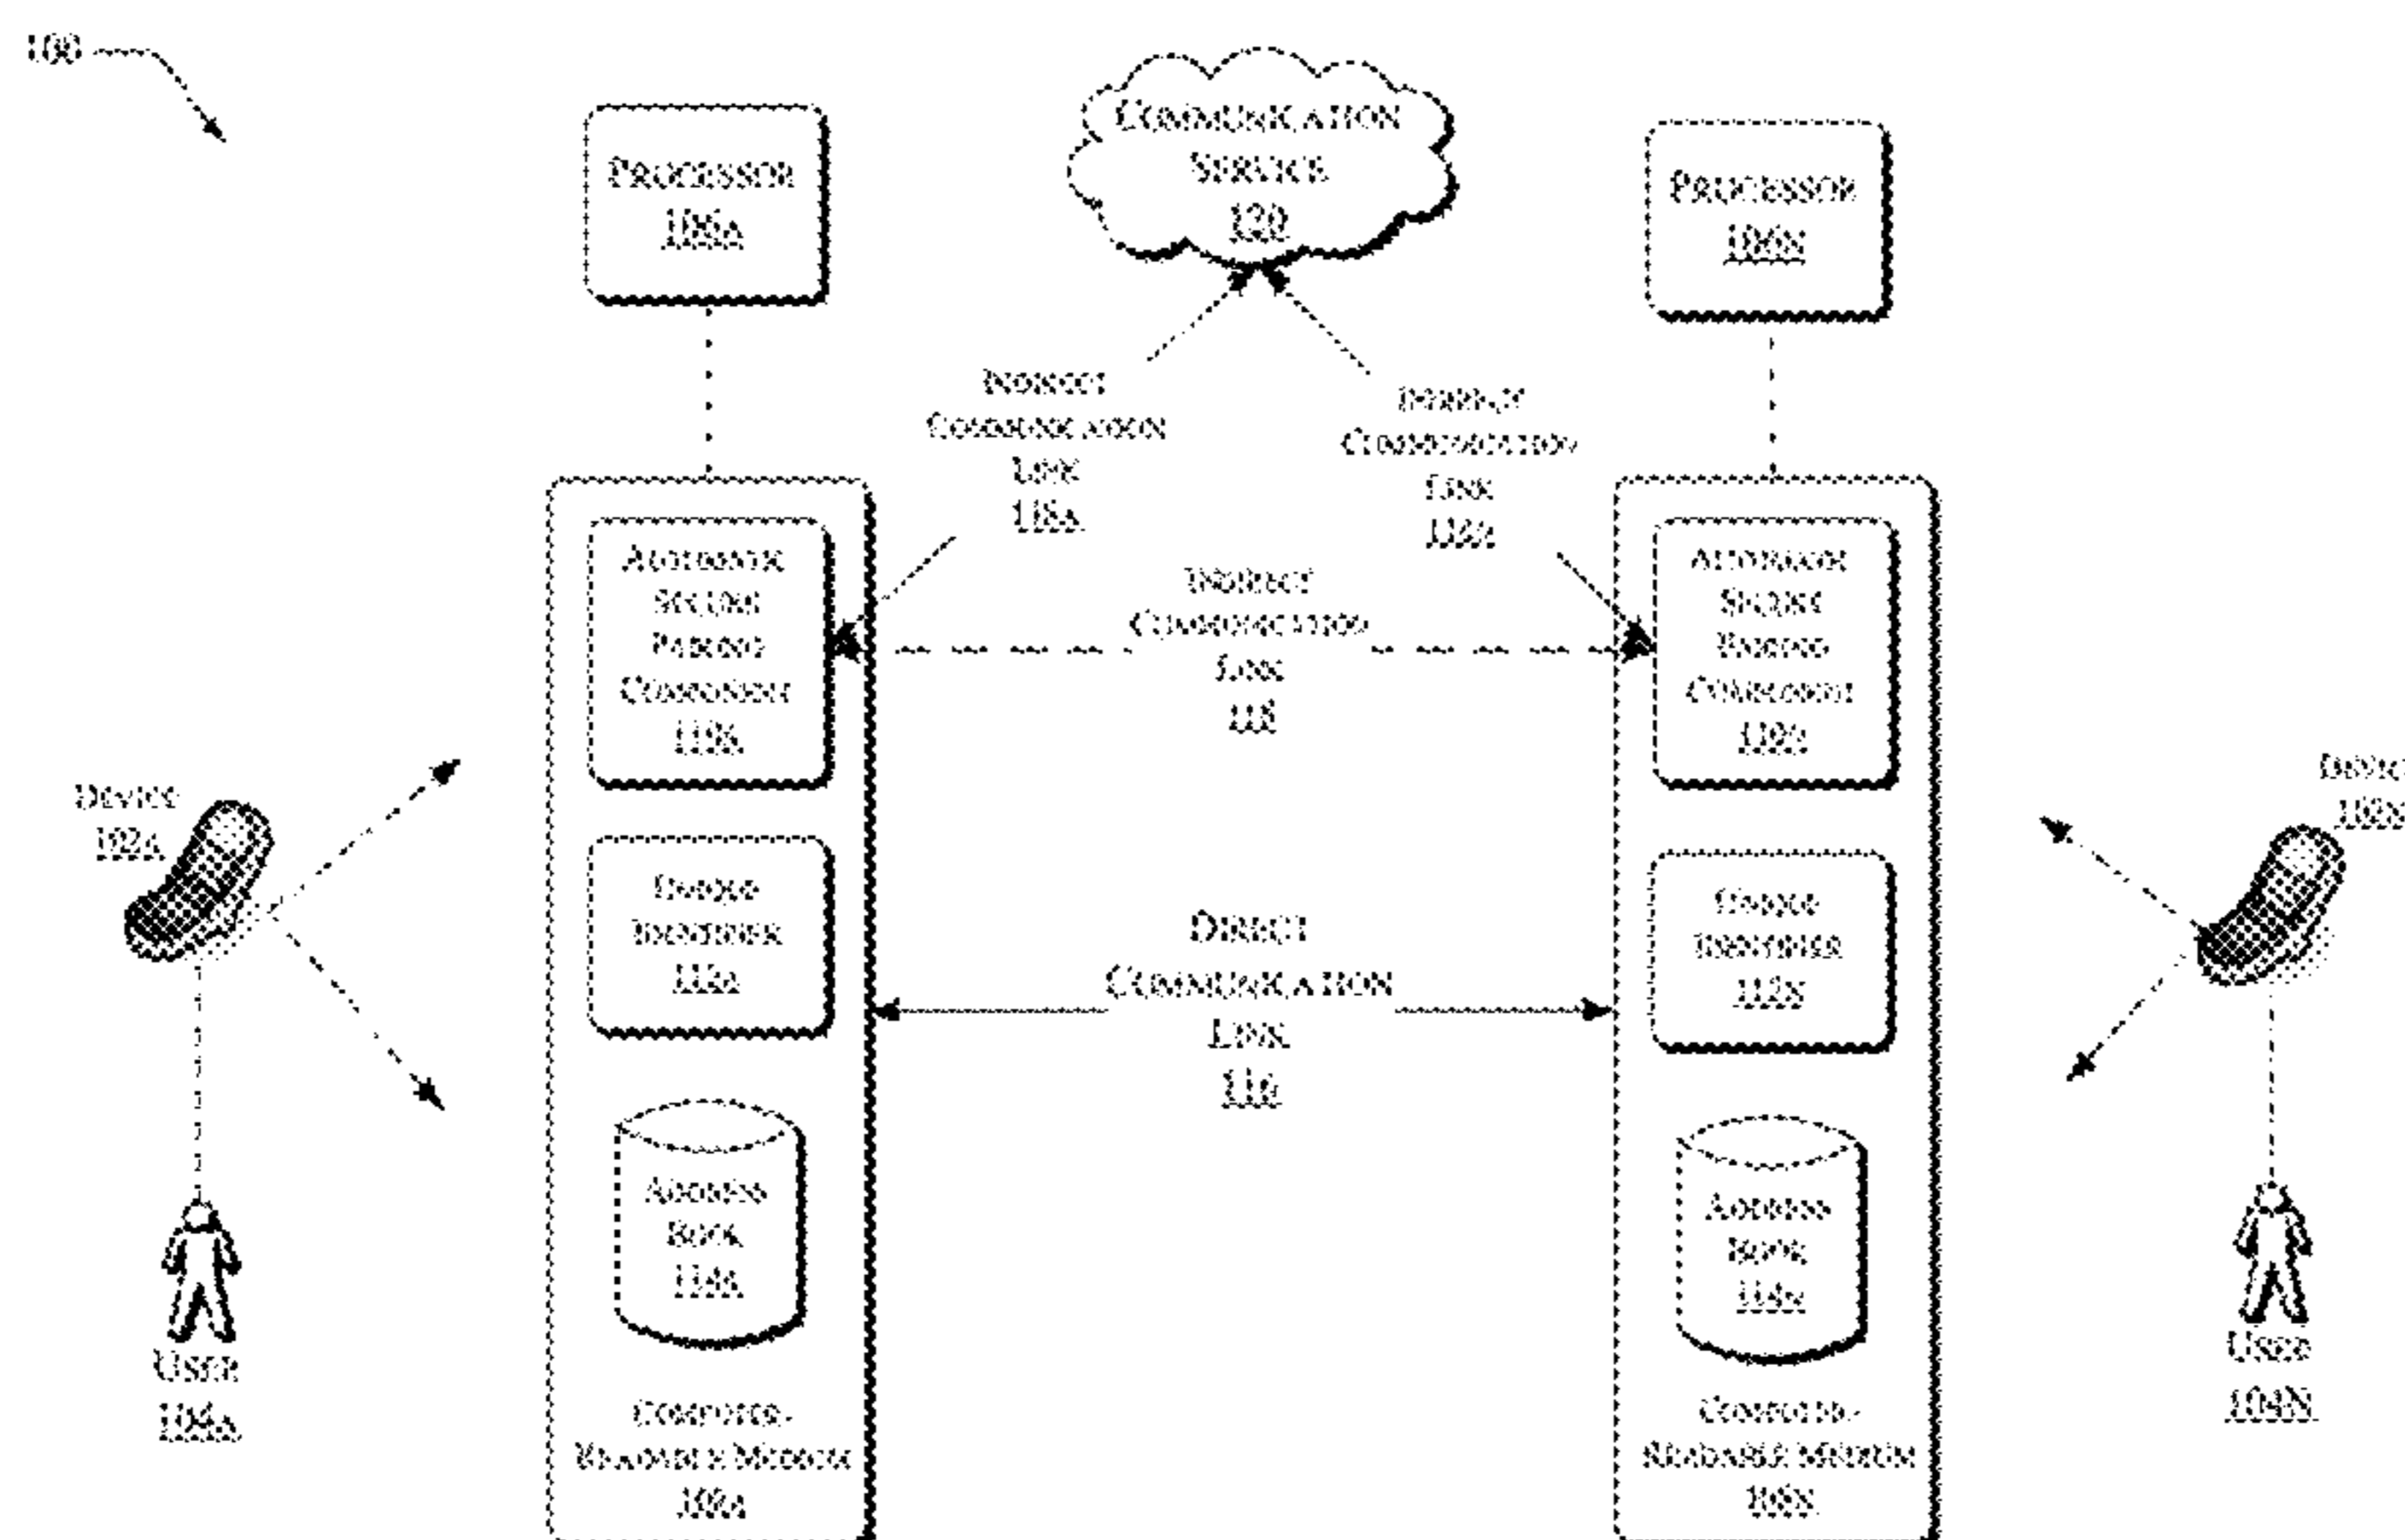 100
PROCESSOR
106A
COMMUNICATION
SERVICE
120
PROCESSOR
106N
INDIRECT
COMMUNICATION
LINK
118A
COMMUNICATION
LINK
118N
AUTOMATIC
SECURE
PAIRING
COMPONENT
110A
INDIRECT
COMMUNICATION
LINK
118
AUTOMATIC
SECURE
PAIRING
COMPONENT
110N
DEVICE
102A
102N
UNIQUE
IDENTIFIER
112A
DIRECT
COMMUNICATION
LINK
116
UNIQUE
IDENTIFIER
112N
ADDRESS
BOOK
114A
ADDRESS
BOOK
114N
USER
104A
COMPUTER-
READABLE MEDIUM
108A
COMPUTER-
READABLE MEDIUM
108N
USER
104N